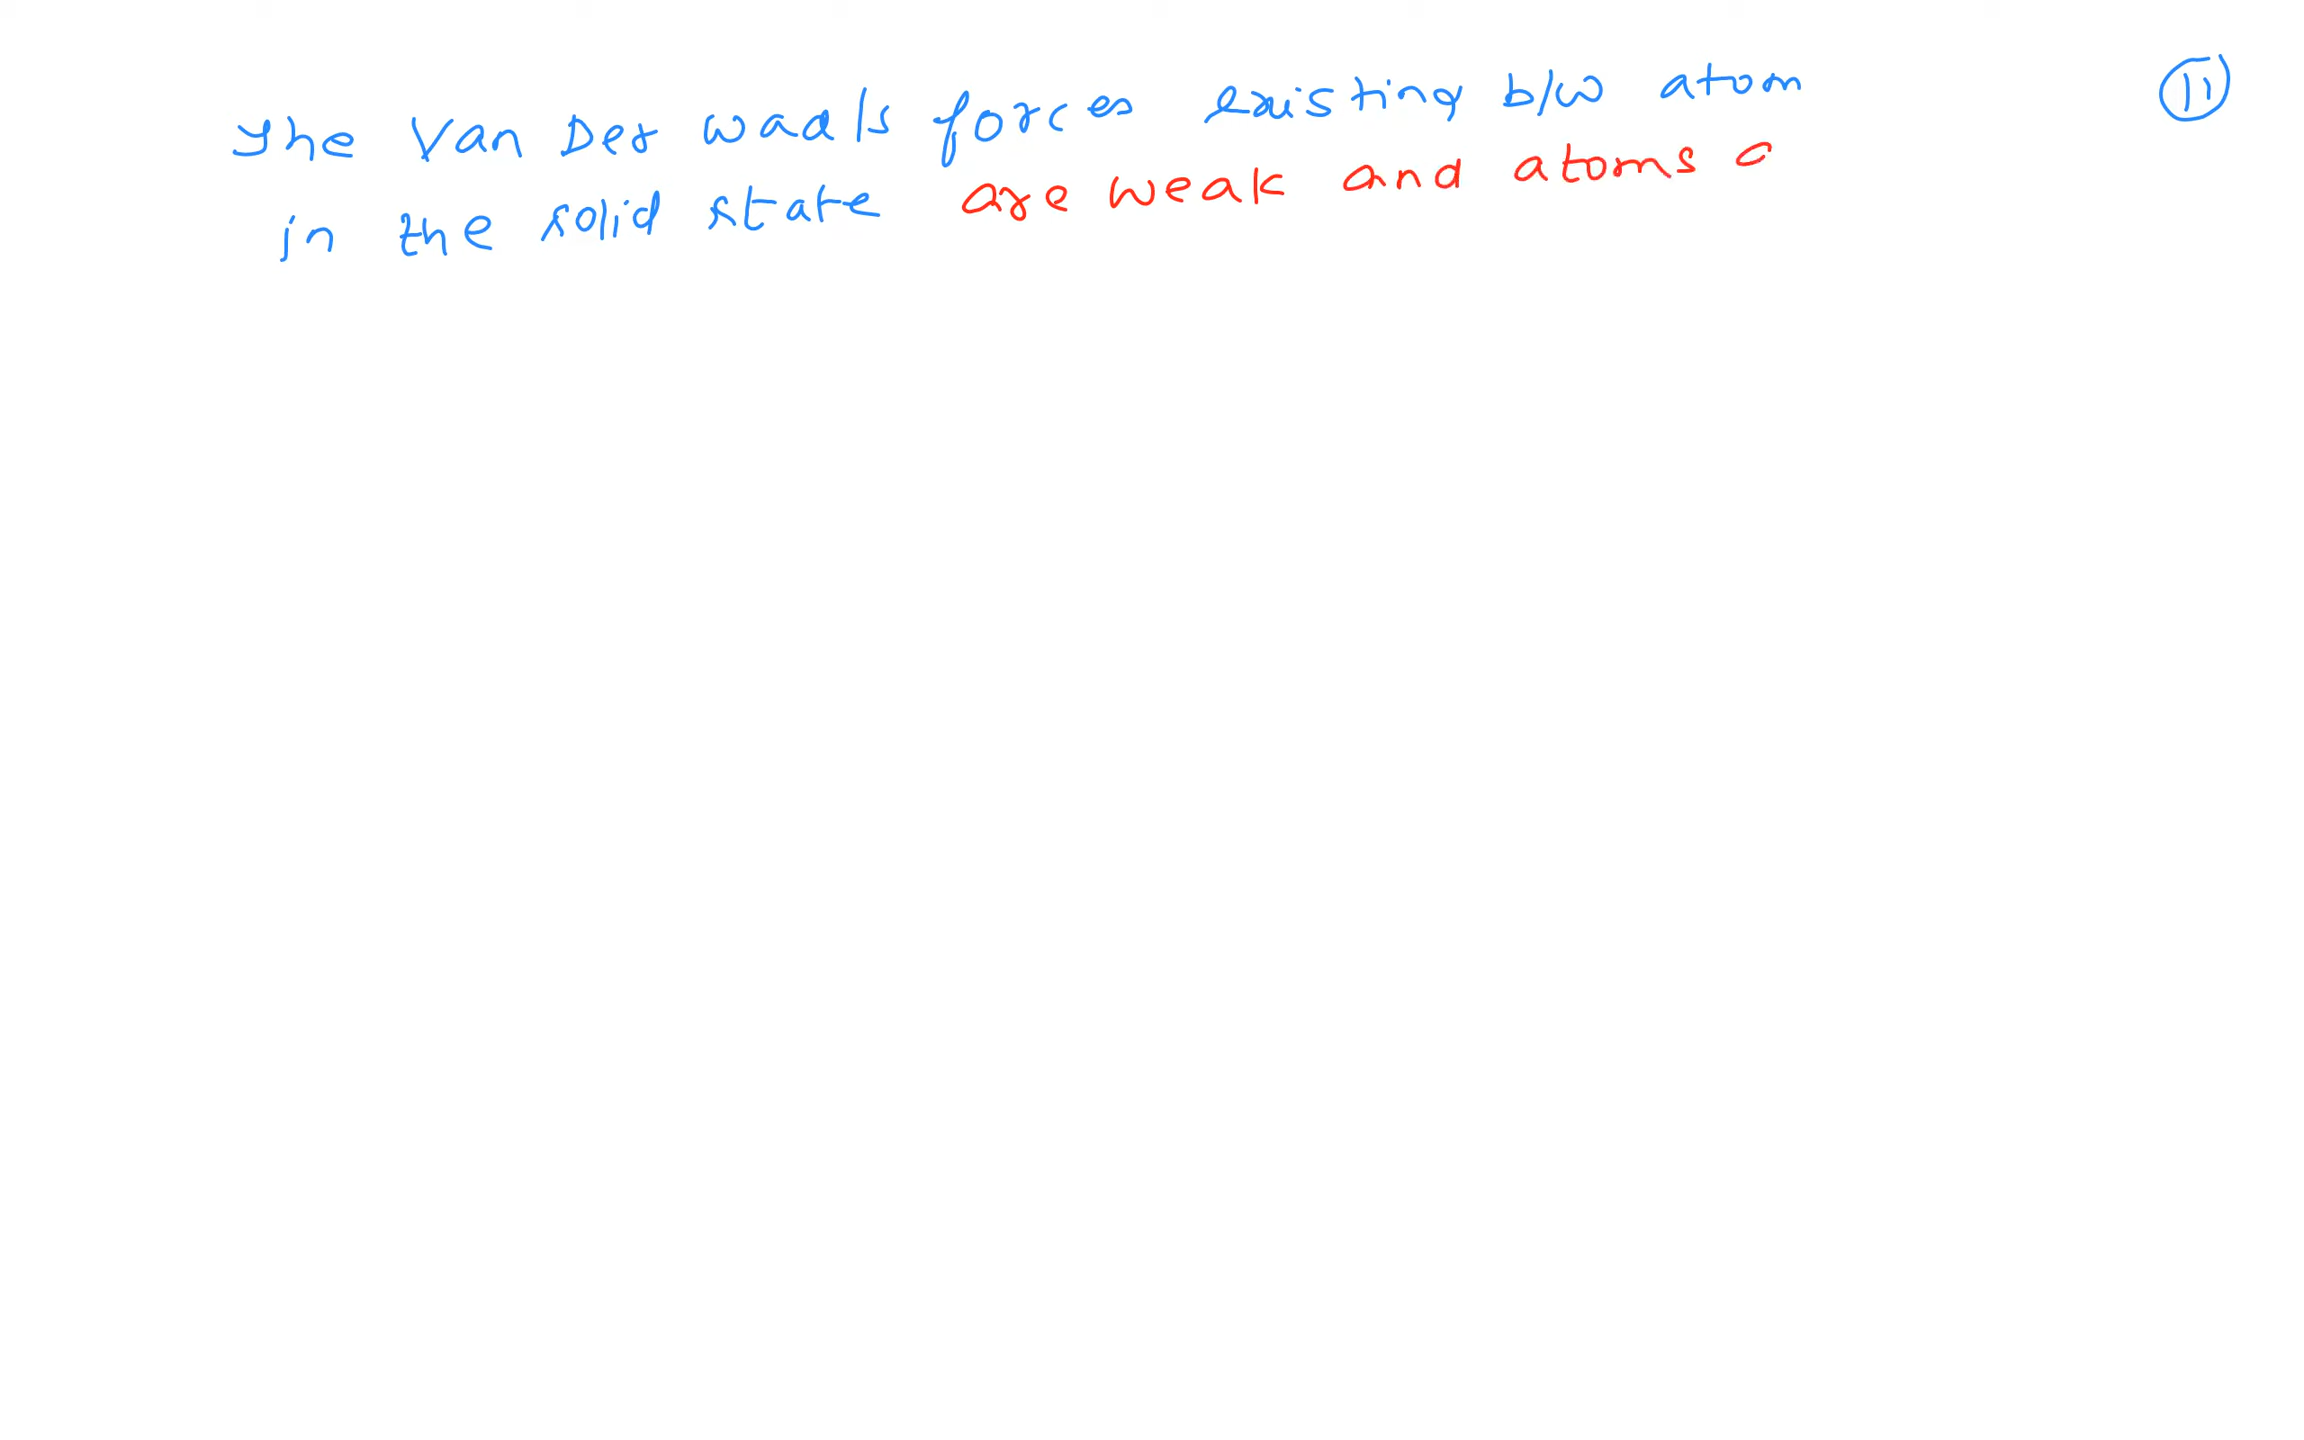 The Van Der waals forces existing b/w atom
in the solid state are weak and atoms a
11